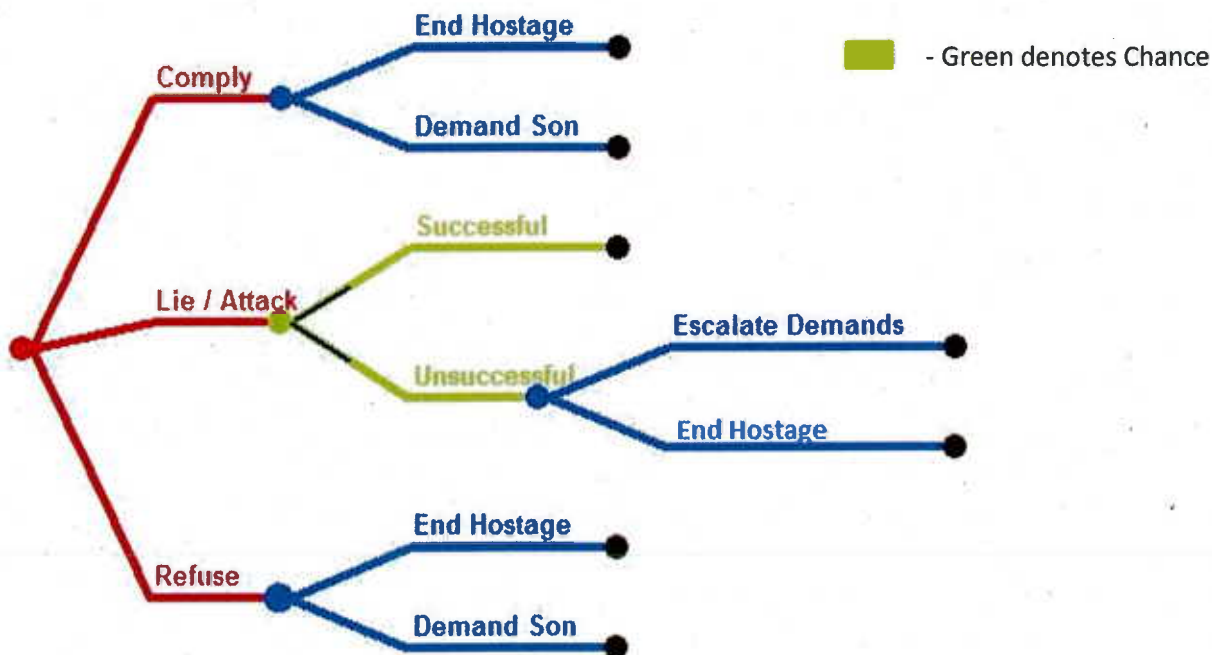 End Hostage
- Green denotes Chance
Comply
Demand Son
Successful
Lie / Attack
Escalate Demands
Unsuccessful
End Hostage
End Hostage
Refuse
Demand Son